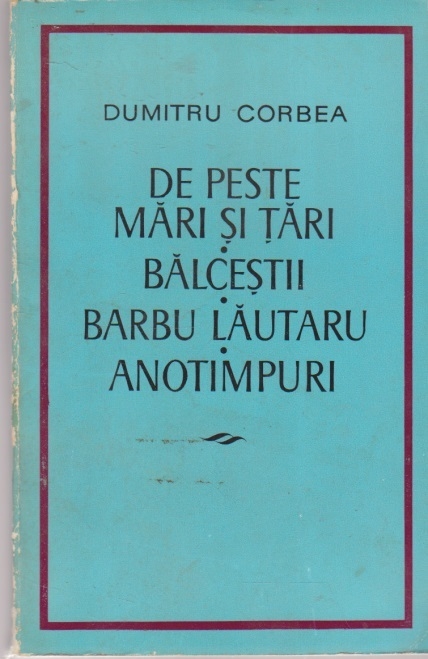 DUMITRU CORBEA
DE PESTE
MĂRI ȘI ȚĂRI
•
BĂLCEȘTII
•
BARBU LĂUTARU
•
ANOTIMPURI